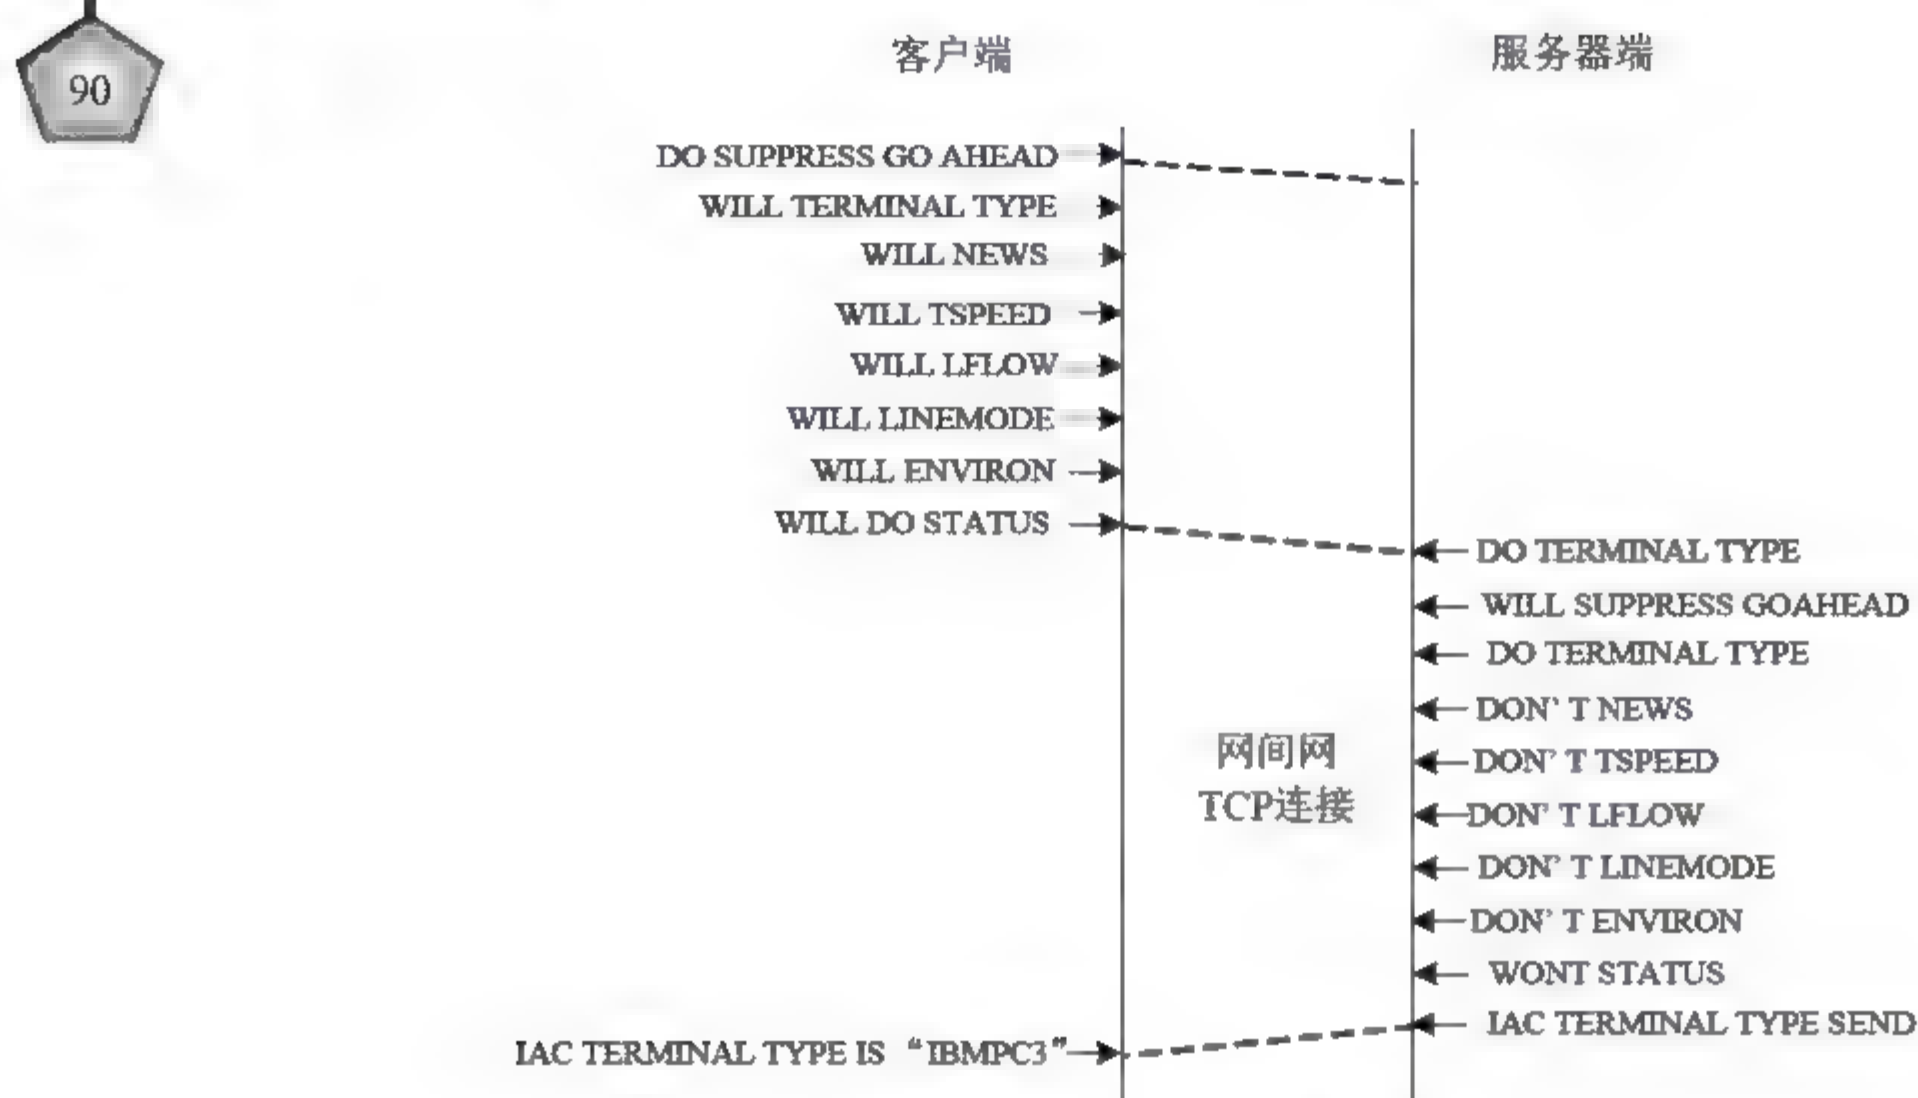 90
客户端
服务器端
DO SUPPRESS GO AHEAD
WILL TERMINAL TYPE
WILL NEWS
WILL TSPEED
WILL LFLOW
WILL LINEMODE
WILL ENVIRON
WILL DO STATUS
DO TERMINAL TYPE
WILL SUPPRESS GOAHEAD
DO TERMINAL TYPE
DON’T NEWS
DON’T TSPEED
DON’T LFLOW
DON’T LINEMODE
DON’T ENVIRON
WONT STATUS
IAC TERMINAL TYPE SEND
网间网
TCP连接
IAC TERMINAL TYPE IS “IBMPC3”